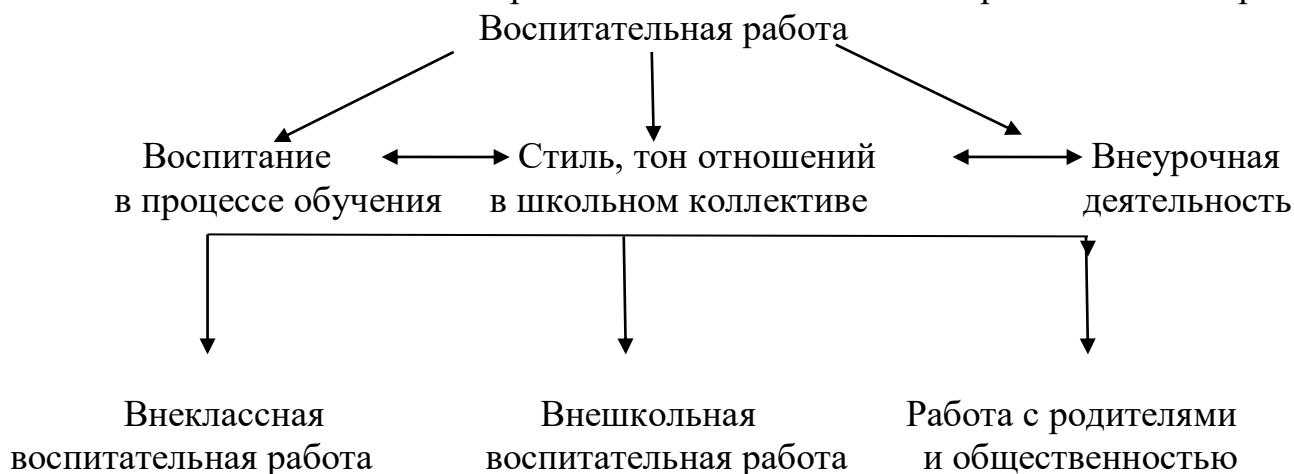 Воспитательная работа
Воспитание Стиль, тон отношений Внеурочная
в процессе обучения в школьном коллективе деятельность
Внеклассная Внешкольная Работа с родителями
воспитательная работа воспитательная работа и общественностью